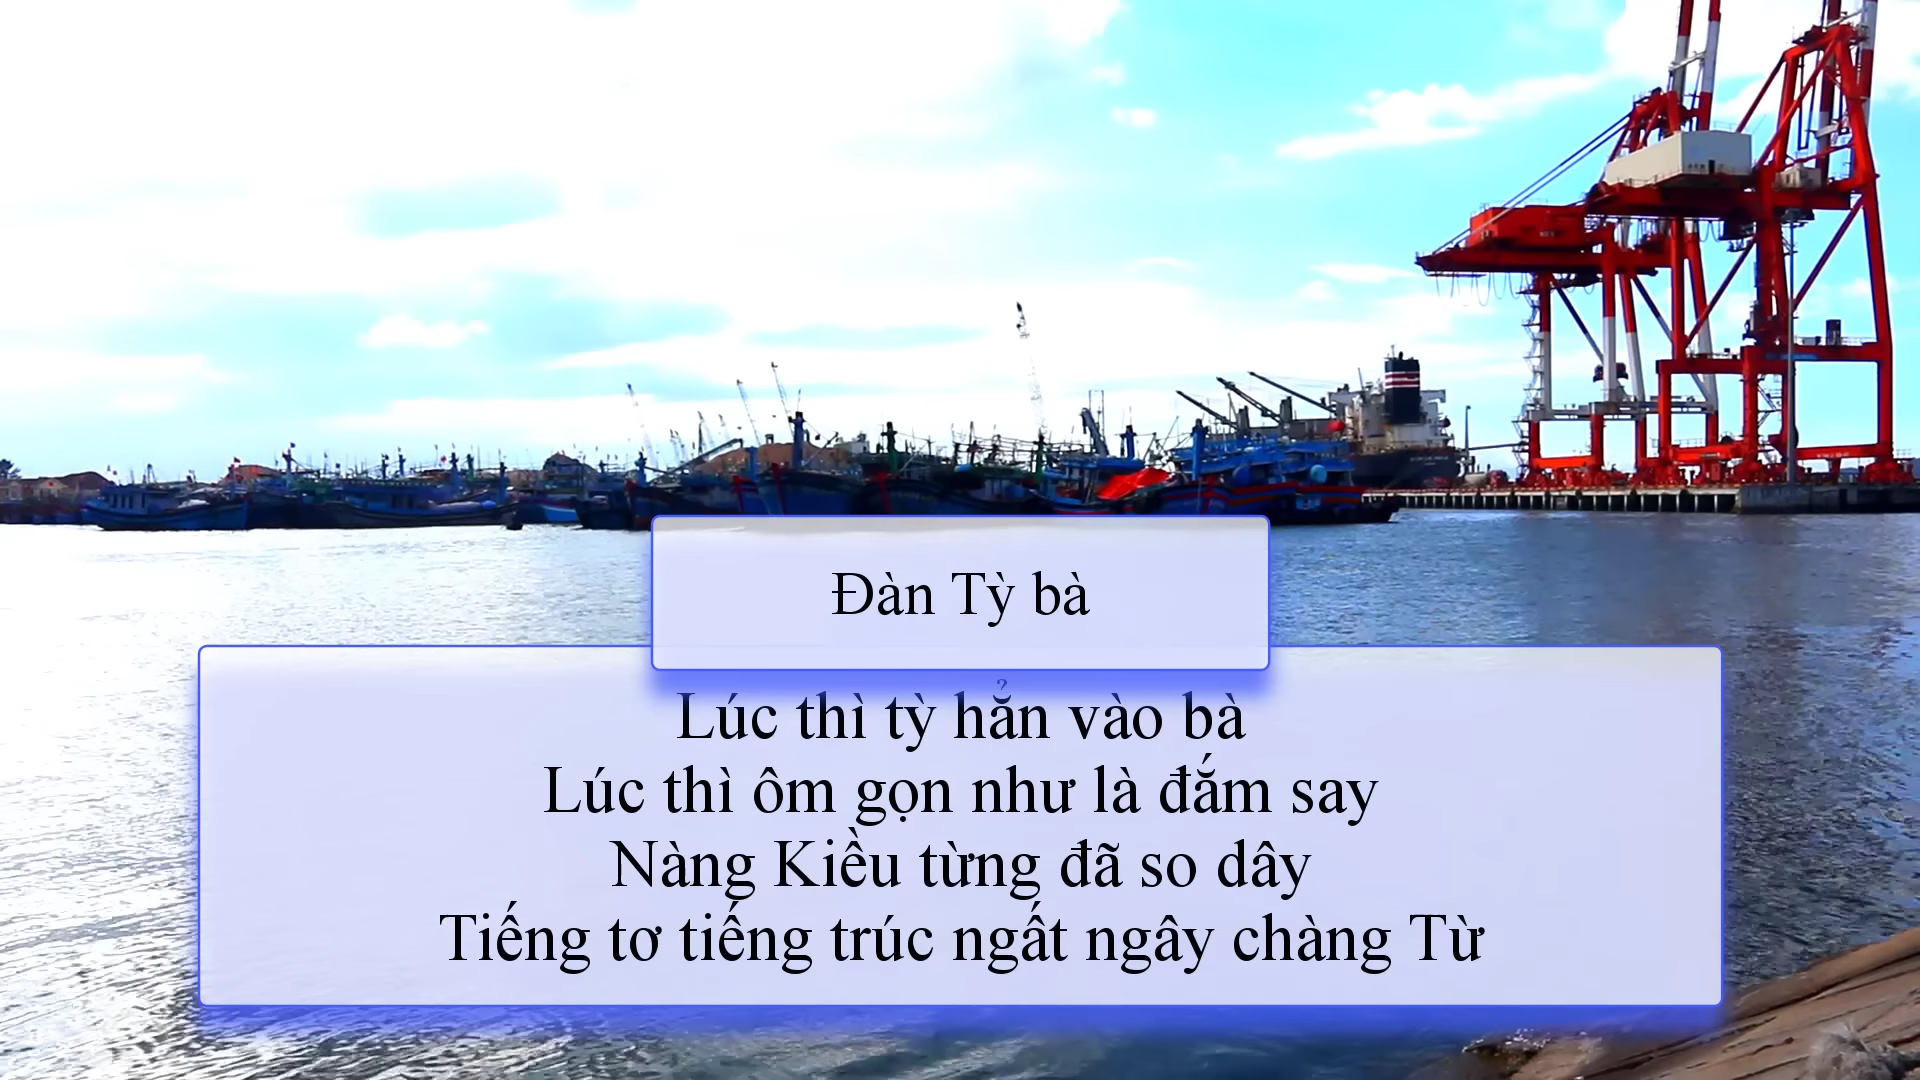 Đàn Tỳ bà
Lúc thì tỳ hẳn vào bà
Lúc thì ôm gọn như là đắm say
Nàng Kiều từng đã so dây
Tiếng tơ tiếng trúc ngất ngây chàng Từ